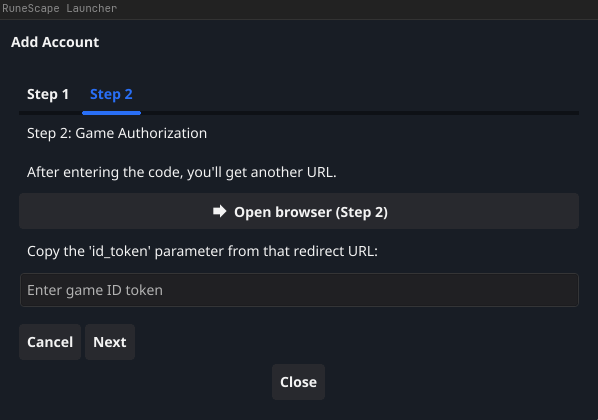 RuneScape Launcher
Add Account
Step 1 Step 2
Step 2: Game Authorization
After entering the code, you'll get another URL.
Open browser (Step 2)
Copy the 'id_token' parameter from that redirect URL:
Enter game ID token
Cancel Next
Close